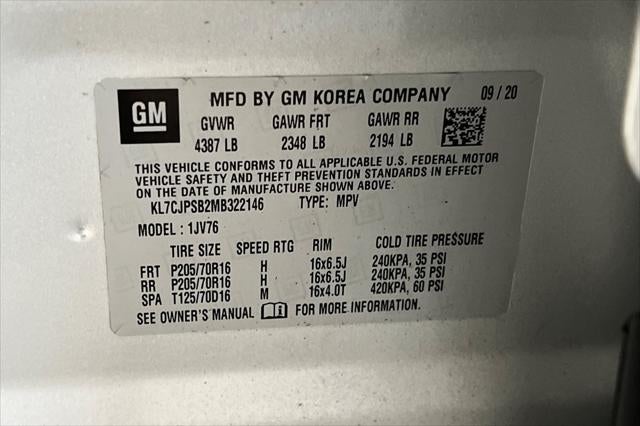 GM MFD BY GM KOREA COMPANY 09 / 20
GVWR GAWR FRT GAWR RR
4387 LB 2348 LB 2194 LB
THIS VEHICLE CONFORMS TO ALL APPLICABLE U.S. FEDERAL MOTOR
VEHICLE SAFETY AND THEFT PREVENTION STANDARDS IN EFFECT
ON THE DATE OF MANUFACTURE SHOWN ABOVE.
KL7CJPSB2MB322146 TYPE: MPV
MODEL : 1JV76
TIRE SIZE SPEED RTG RIM COLD TIRE PRESSURE
FRT P205/70R16 H 16x6.5J 240KPA, 35 PSI
RR P205/70R16 H 16x6.5J 240KPA, 35 PSI
SPA T125/70D16 M 16x4.0T 420KPA, 60 PSI
SEE OWNER'S MANUAL FOR MORE INFORMATION.